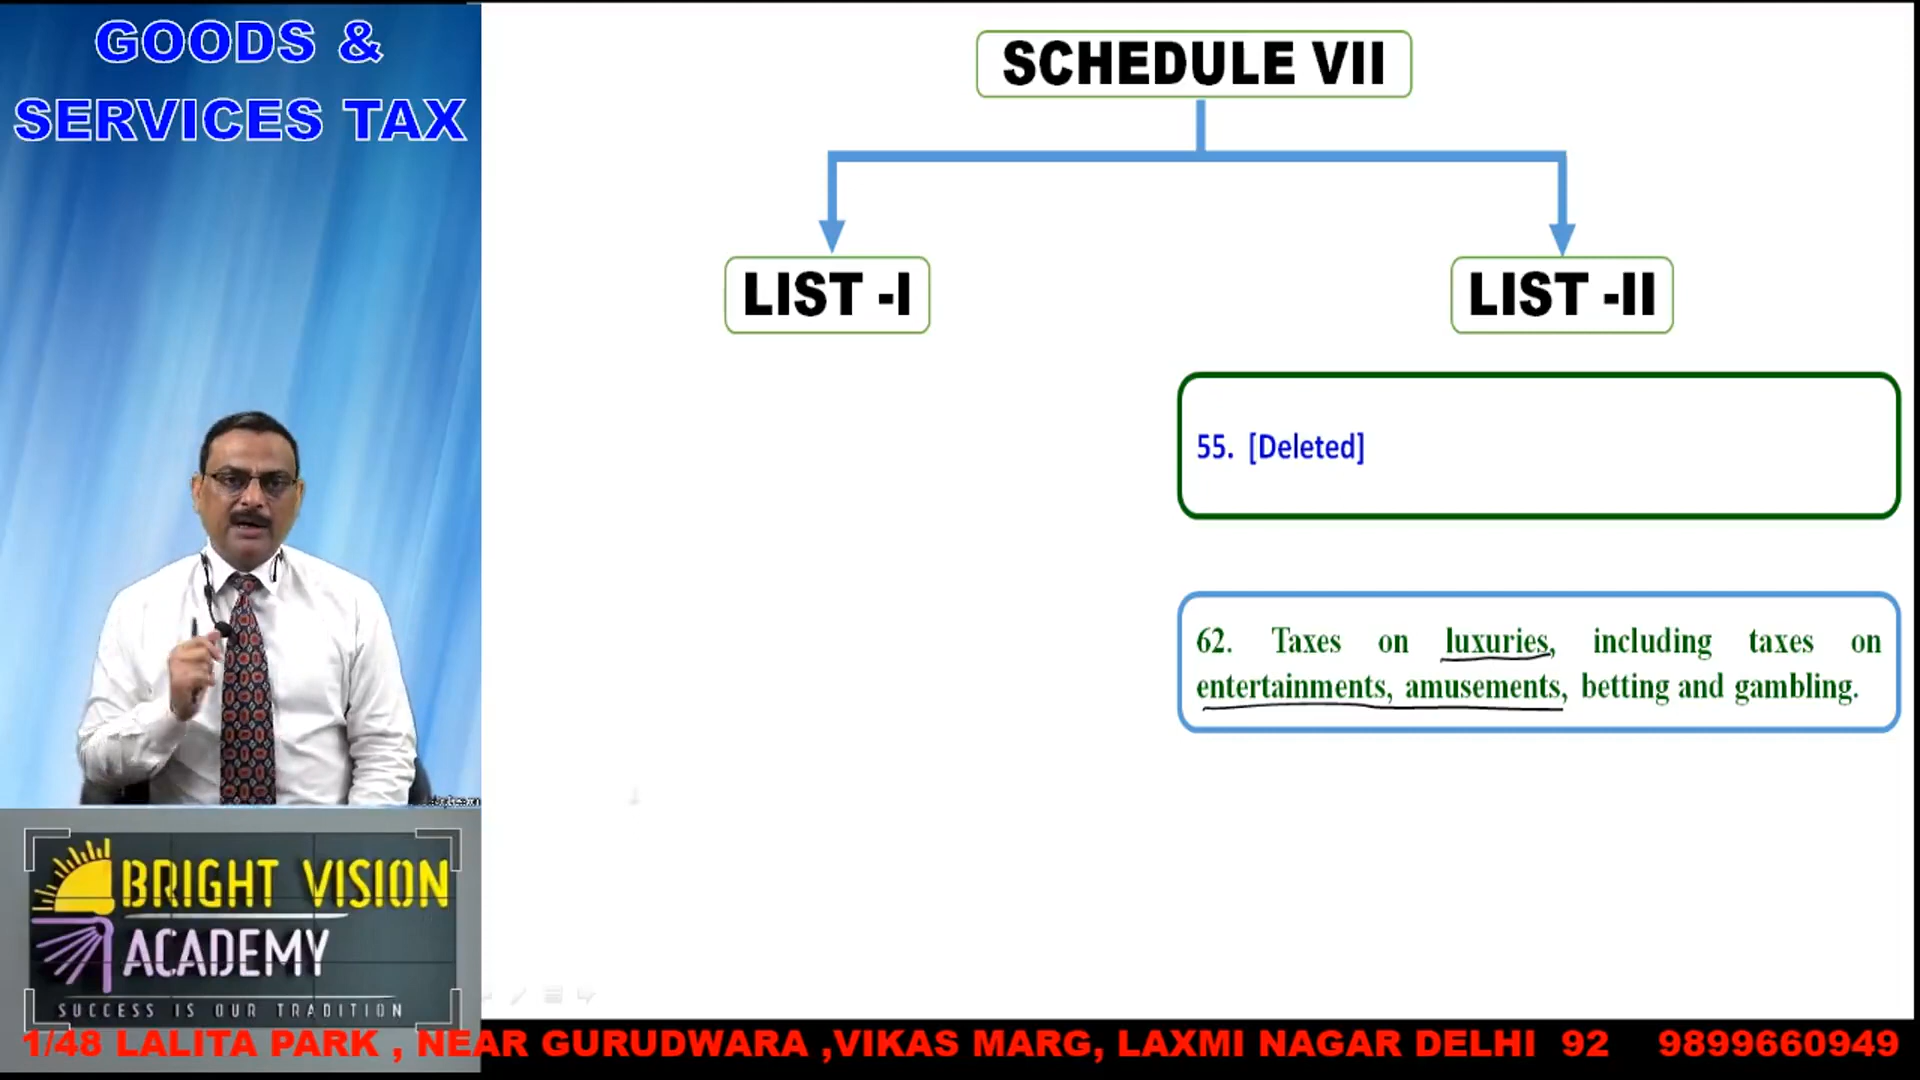 GOODS &
SERVICES TAX
SCHEDULE VII
LIST -I
LIST -II
55. [Deleted]
62. Taxes on luxuries, including taxes on
entertainments, amusements, betting and gambling.
BRIGHT VISION
ACADEMY
SUCCESS IS OUR TRADITION
1/48 LALITA PARK , NEAR GURUDWARA ,VIKAS MARG, LAXMI NAGAR DELHI 92 9899660949